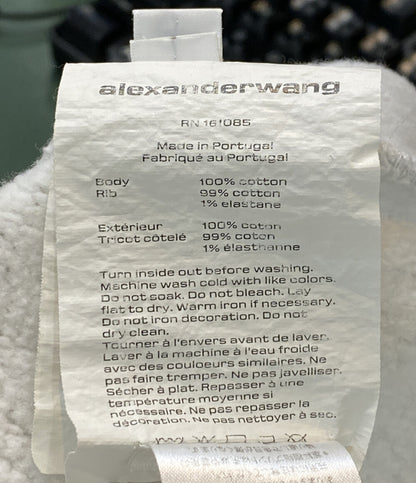 alexanderwang
RN 161085
Made in Portugal
Fabriqué au Portugal
Body 100% cotton
Rib 99% cotton
1% elastane
Extérieur 100% coton
Tricot côtelé 99% coton
1% élasthanne
Turn inside out before washing.
Machine wash cold with like colors.
Do not soak. Do not bleach. Lay
flat to dry. Warm iron if necessary.
Do not iron decoration. Do not
dry clean.
Tourner à l'envers avant de laver.
Laver à la machine à l'eau froide
avec des couloeurs similaires. Ne
pas faire tremper. Ne pas javelliser.
Sécher à plat. Repasser à une
température moyenne si
nécessaire. Ne pas repasser la
décoration. Ne pas nettoyer à sec.